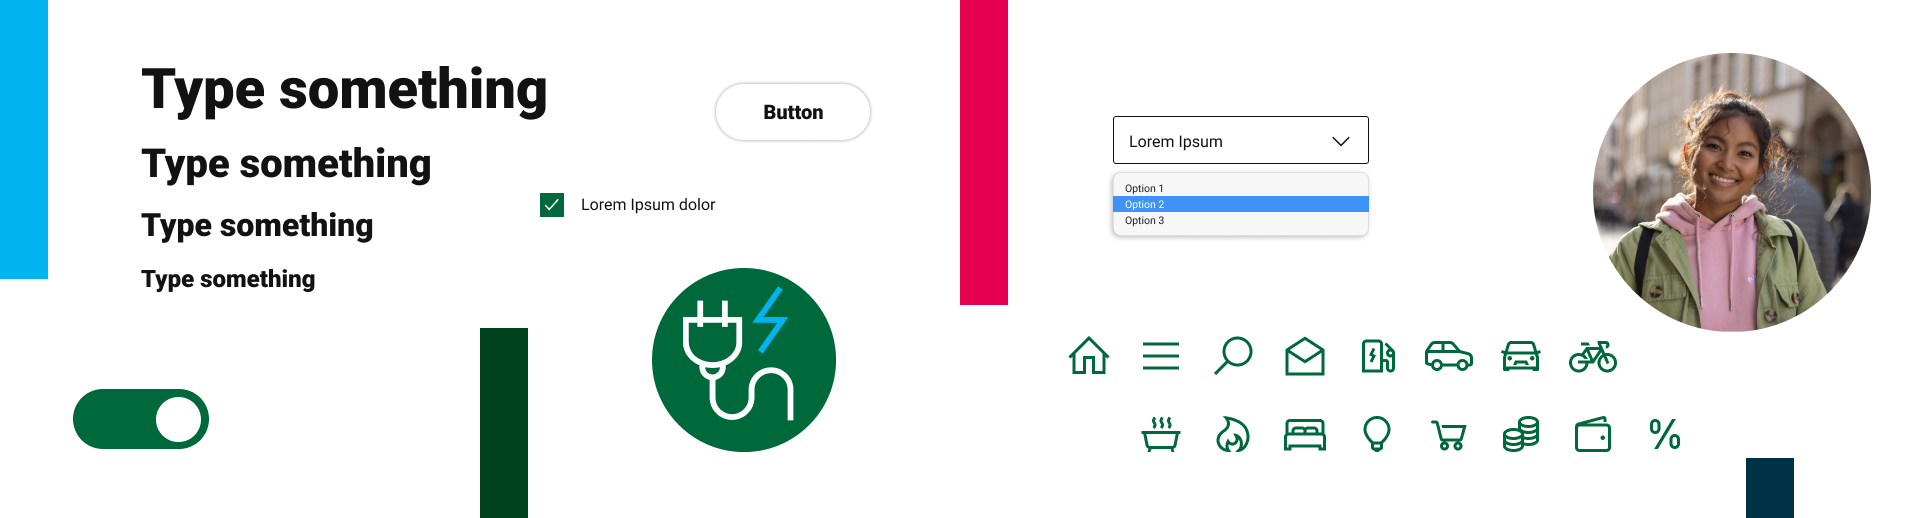 Type something
Type something
Type something
Type something
Button
Lorem Ipsum dolor
Lorem Ipsum
Option 1
Option 2
Option 3
%